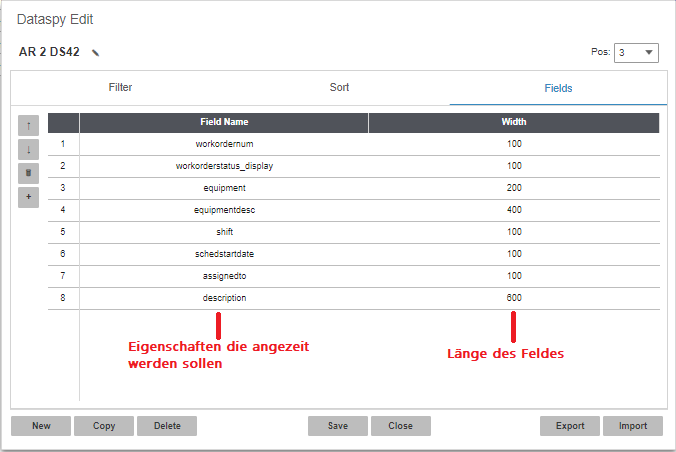 Dataspy Edit
AR 2 DS42
Pos: 3
Filter Sort Fields
Field Name Width
1 workordernum 100
2 workorderstatus_display 100
3 equipment 200
4 equipmentdesc 400
5 shift 100
6 schedstartdate 100
7 assignedto 100
8 description 600
Eigenschaften die angezeit
werden sollen
Länge des Feldes
New Copy Delete Save Close Export Import